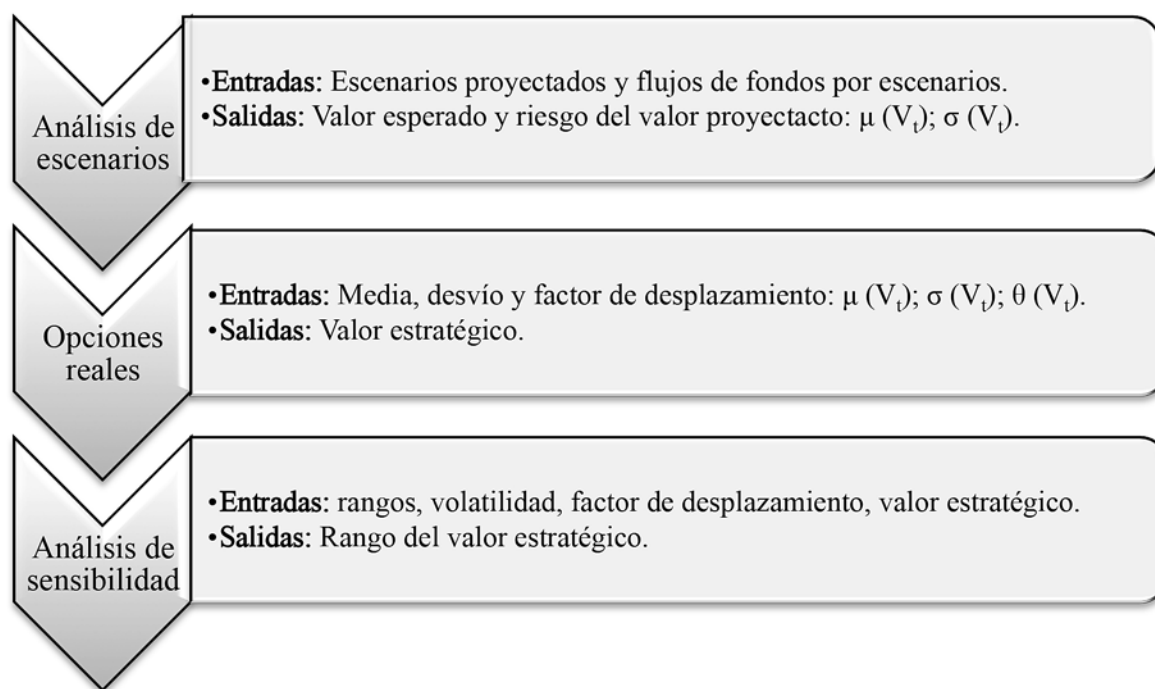 Análisis de
escenarios
•Entradas: Escenarios proyectados y flujos de fondos por escenarios.
•Salidas: Valor esperado y riesgo del valor proyectacto: μ (Vt); σ (Vt).
Opciones
reales
•Entradas: Media, desvío y factor de desplazamiento: μ (Vt); σ (Vt); θ (Vt).
•Salidas: Valor estratégico.
Análisis de
sensibilidad
•Entradas: rangos, volatilidad, factor de desplazamiento, valor estratégico.
•Salidas: Rango del valor estratégico.